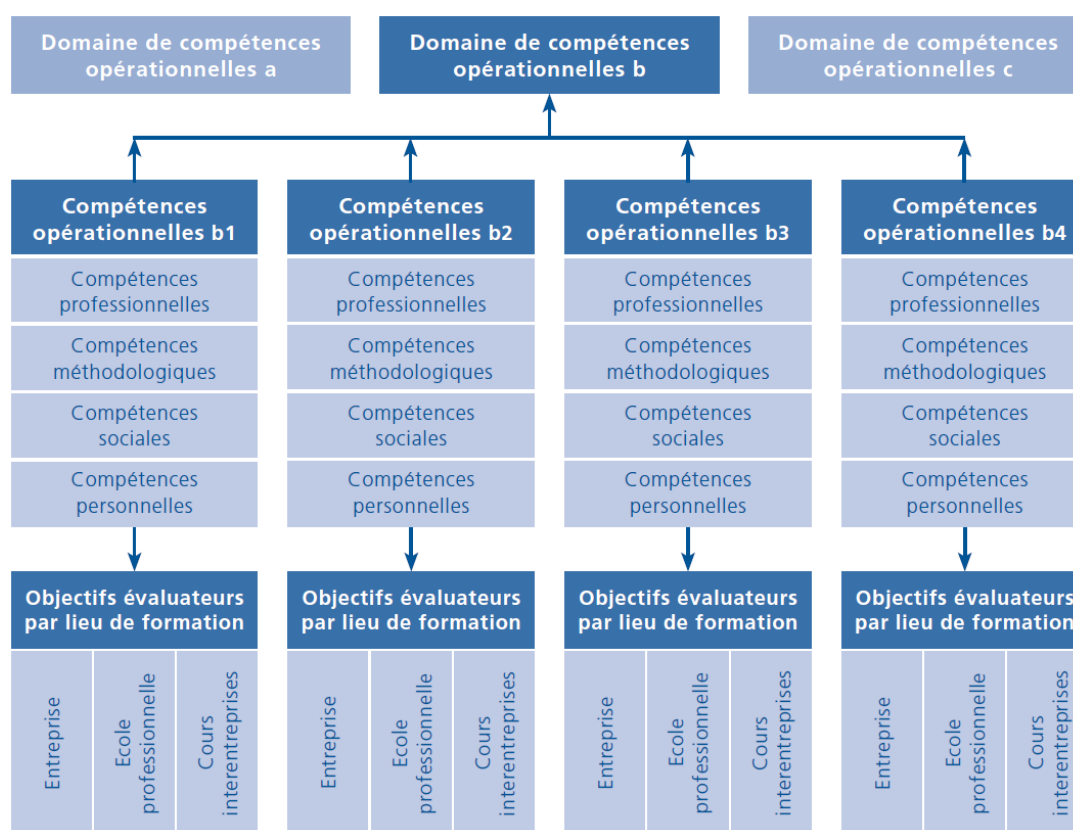 Domaine de compétences
opérationnelles a
Domaine de compétences
opérationnelles b
Domaine de compétences
opérationnelles c
Compétences
opérationnelles b1
Compétences
opérationnelles b2
Compétences
opérationnelles b3
Compétences
opérationnelles b4
Compétences
professionnelles
Compétences
professionnelles
Compétences
professionnelles
Compétences
professionnelles
Compétences
méthodologiques
Compétences
méthodologiques
Compétences
méthodologiques
Compétences
méthodologiques
Compétences
sociales
Compétences
sociales
Compétences
sociales
Compétences
sociales
Compétences
personnelles
Compétences
personnelles
Compétences
personnelles
Compétences
personnelles
Objectifs évaluateurs
par lieu de formation
Objectifs évaluateurs
par lieu de formation
Objectifs évaluateurs
par lieu de formation
Objectifs évaluateurs
par lieu de formation
Entreprise
Ecole
professionnelle
Cours
interentreprises
Entreprise
Ecole
professionnelle
Cours
interentreprises
Entreprise
Ecole
professionnelle
Cours
interentreprises
Entreprise
Ecole
professionnelle
Cours
interentreprises